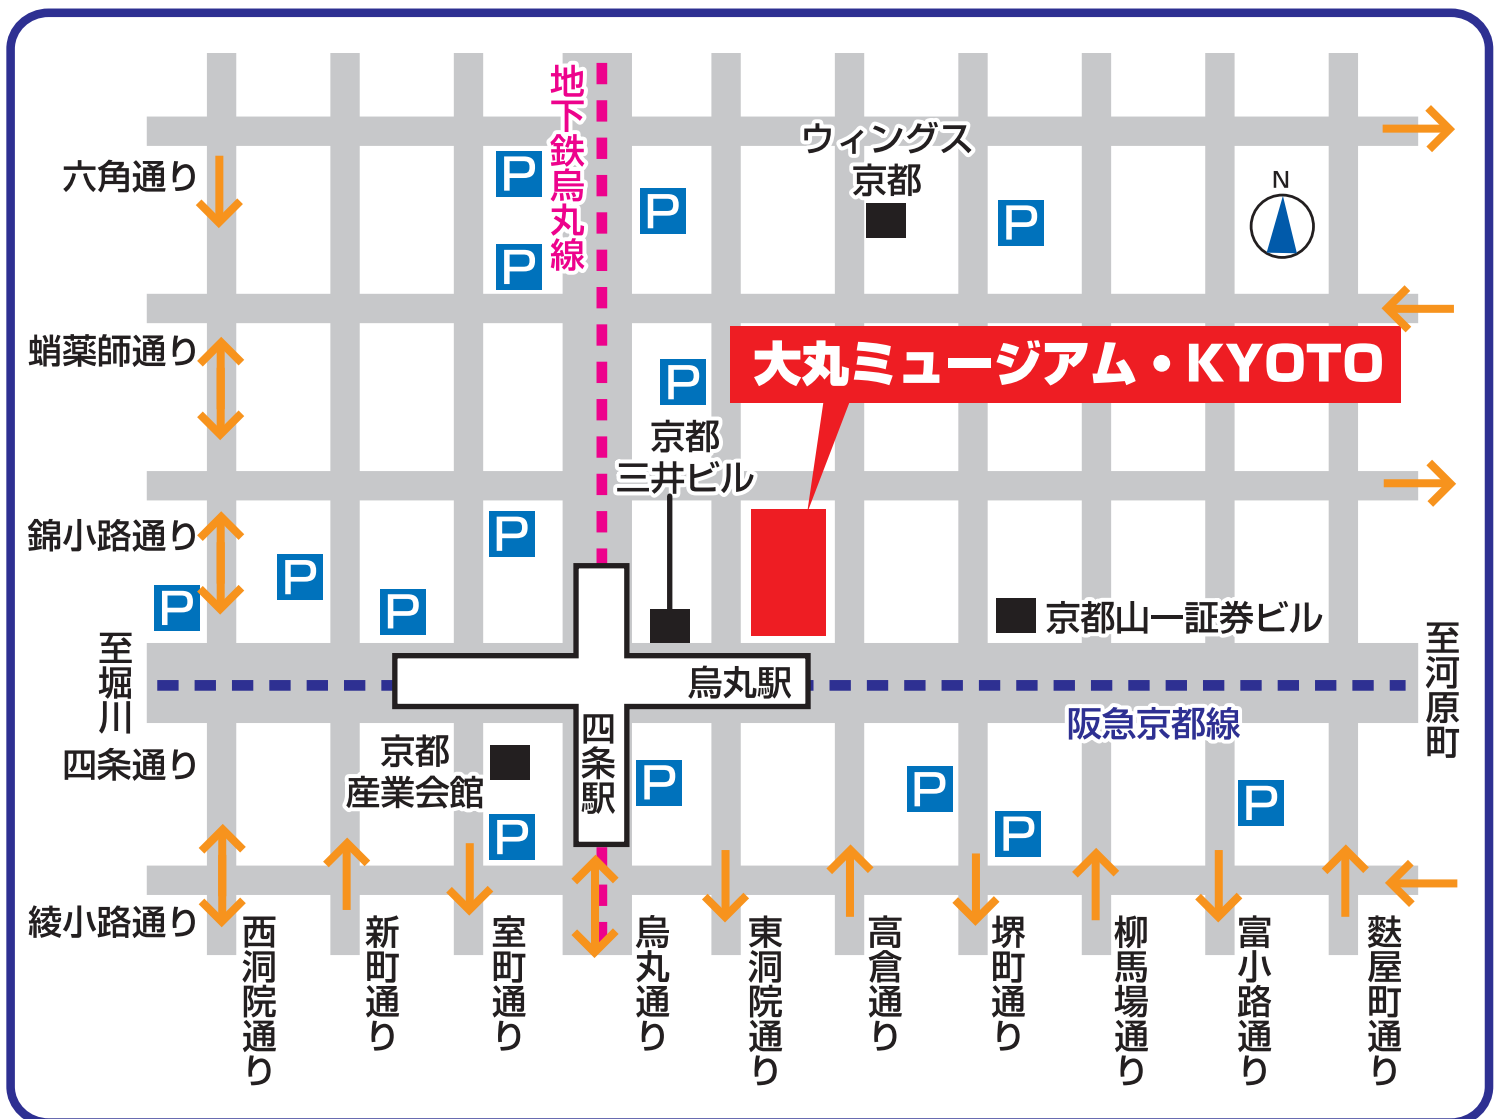 地下鉄烏丸線
ウィングス
京都
六角通り
P
P
P
P
N
蛸薬師通り
大丸ミュージアム・KYOTO
P
京都
三井ビル
錦小路通り
P
P
P
P
京都山一証券ビル
至堀川
至河原町
烏丸駅
四条駅
阪急京都線
四条通り
京都
産業会館
P
P
P
P
P
綾小路通り
西洞院通り
新町通り
室町通り
烏丸通り
東洞院通り
高倉通り
堺町通り
柳馬場通り
富小路通り
麩屋町通り